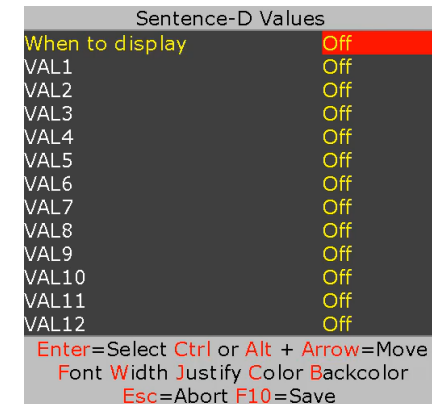 Sentence-D Values
When to display Off
VAL1 Off
VAL2 Off
VAL3 Off
VAL4 Off
VAL5 Off
VAL6 Off
VAL7 Off
VAL8 Off
VAL9 Off
VAL10 Off
VAL11 Off
VAL12 Off
Enter=Select Ctrl or Alt + Arrow=Move
Font Width Justify Color Backcolor
Esc=Abort F10=Save